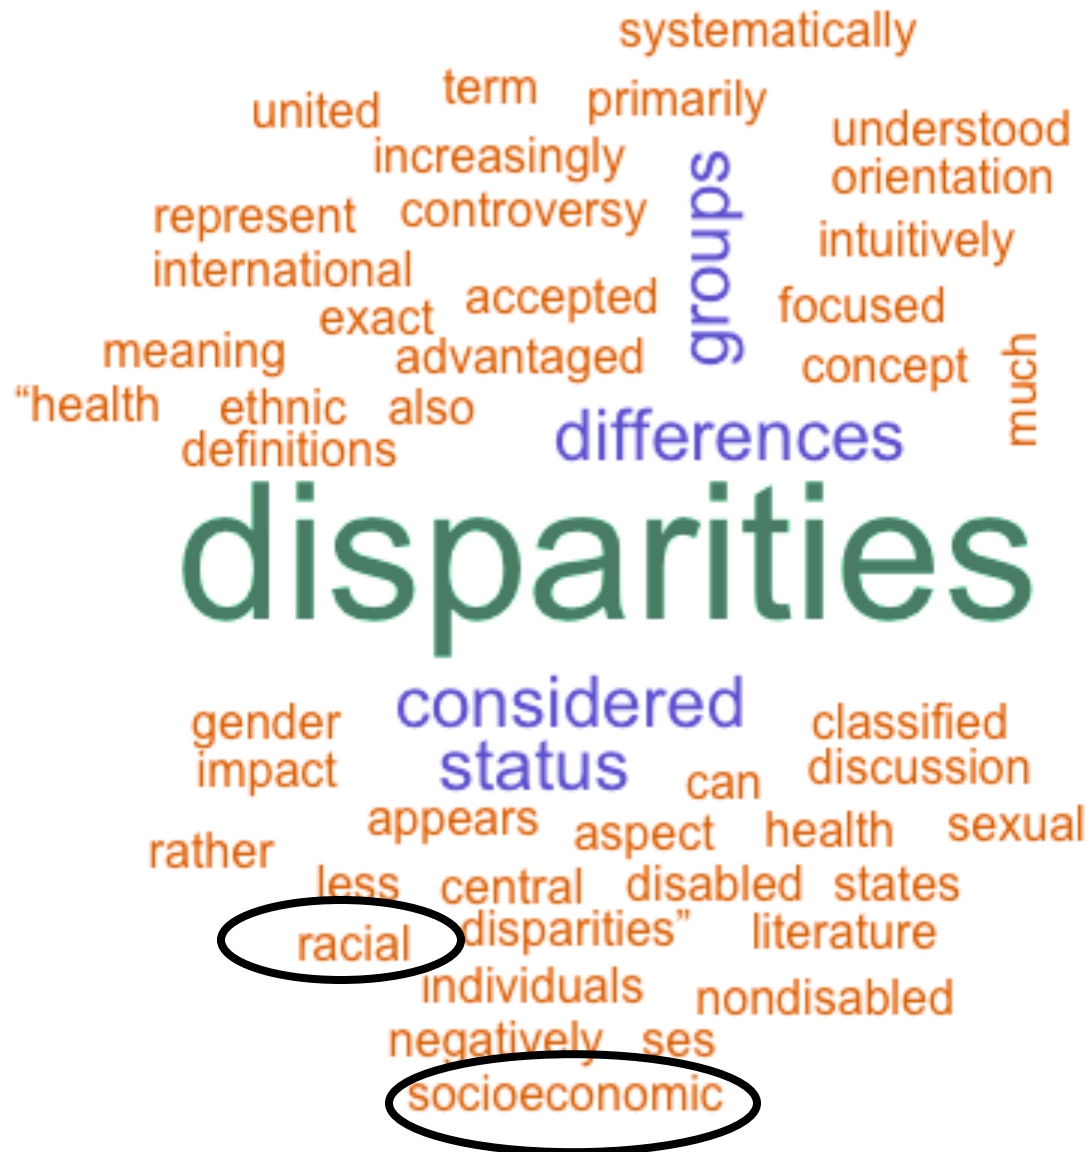 systematically
term
united
primarily
understood
increasingly
orientation
represent
controversy
groups
intuitively
international
accepted
focused
exact
meaning
advantaged
concept
much
“health
ethnic
also
definitions
differences
disparities
considered
gender
classified
status
impact
can
discussion
appears
aspect
health
sexual
rather
less
central
disabled
states
racial
disparities”
literature
individuals
nondisabled
negatively
ses
socioeconomic